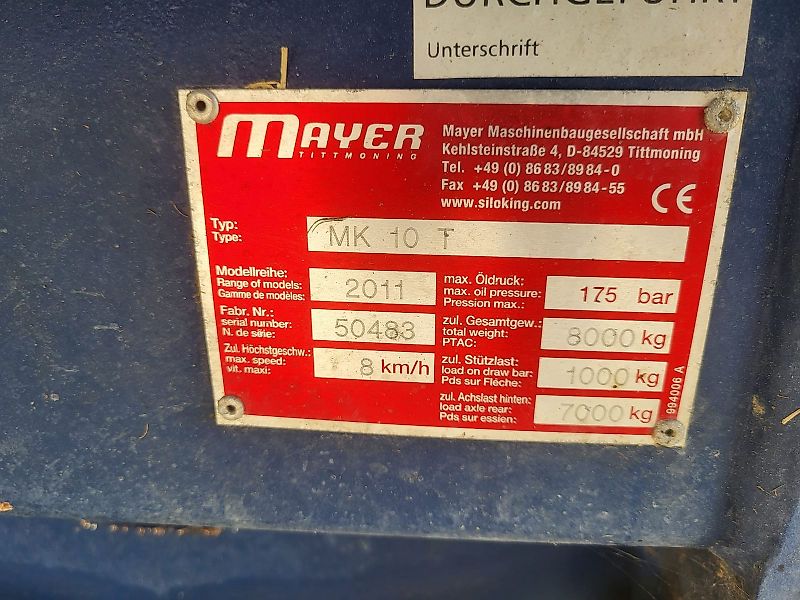 Unterschrift
MAYER
TITTMONING
Mayer Maschinenbaugesellschaft mbH
Kehlsteinstraße 4, D-84529 Tittmoning
Tel. +49 (0) 86 83/89 84-0
Fax +49 (0) 86 83/89 84-55
www.siloking.com
CE
Typ:
Type:
MK 10 T
Modellreihe:
Range of models:
Gamme de modèles:
2011
Fabr. Nr.:
serial number:
N. de série:
50483
Zul. Höchstgeschw.:
max. speed:
vit. maxi:
8 km/h
max. Öldruck:
max. oil pressure:
Pression max.:
175 bar
zul. Gesamtgew.:
total weight:
PTAC:
8000 kg
zul. Stützlast:
load on draw bar:
Pds sur Flèche:
1000 kg
zul. Achslast hinten:
load axle rear:
Pds sur essien:
7000 kg
994006 A